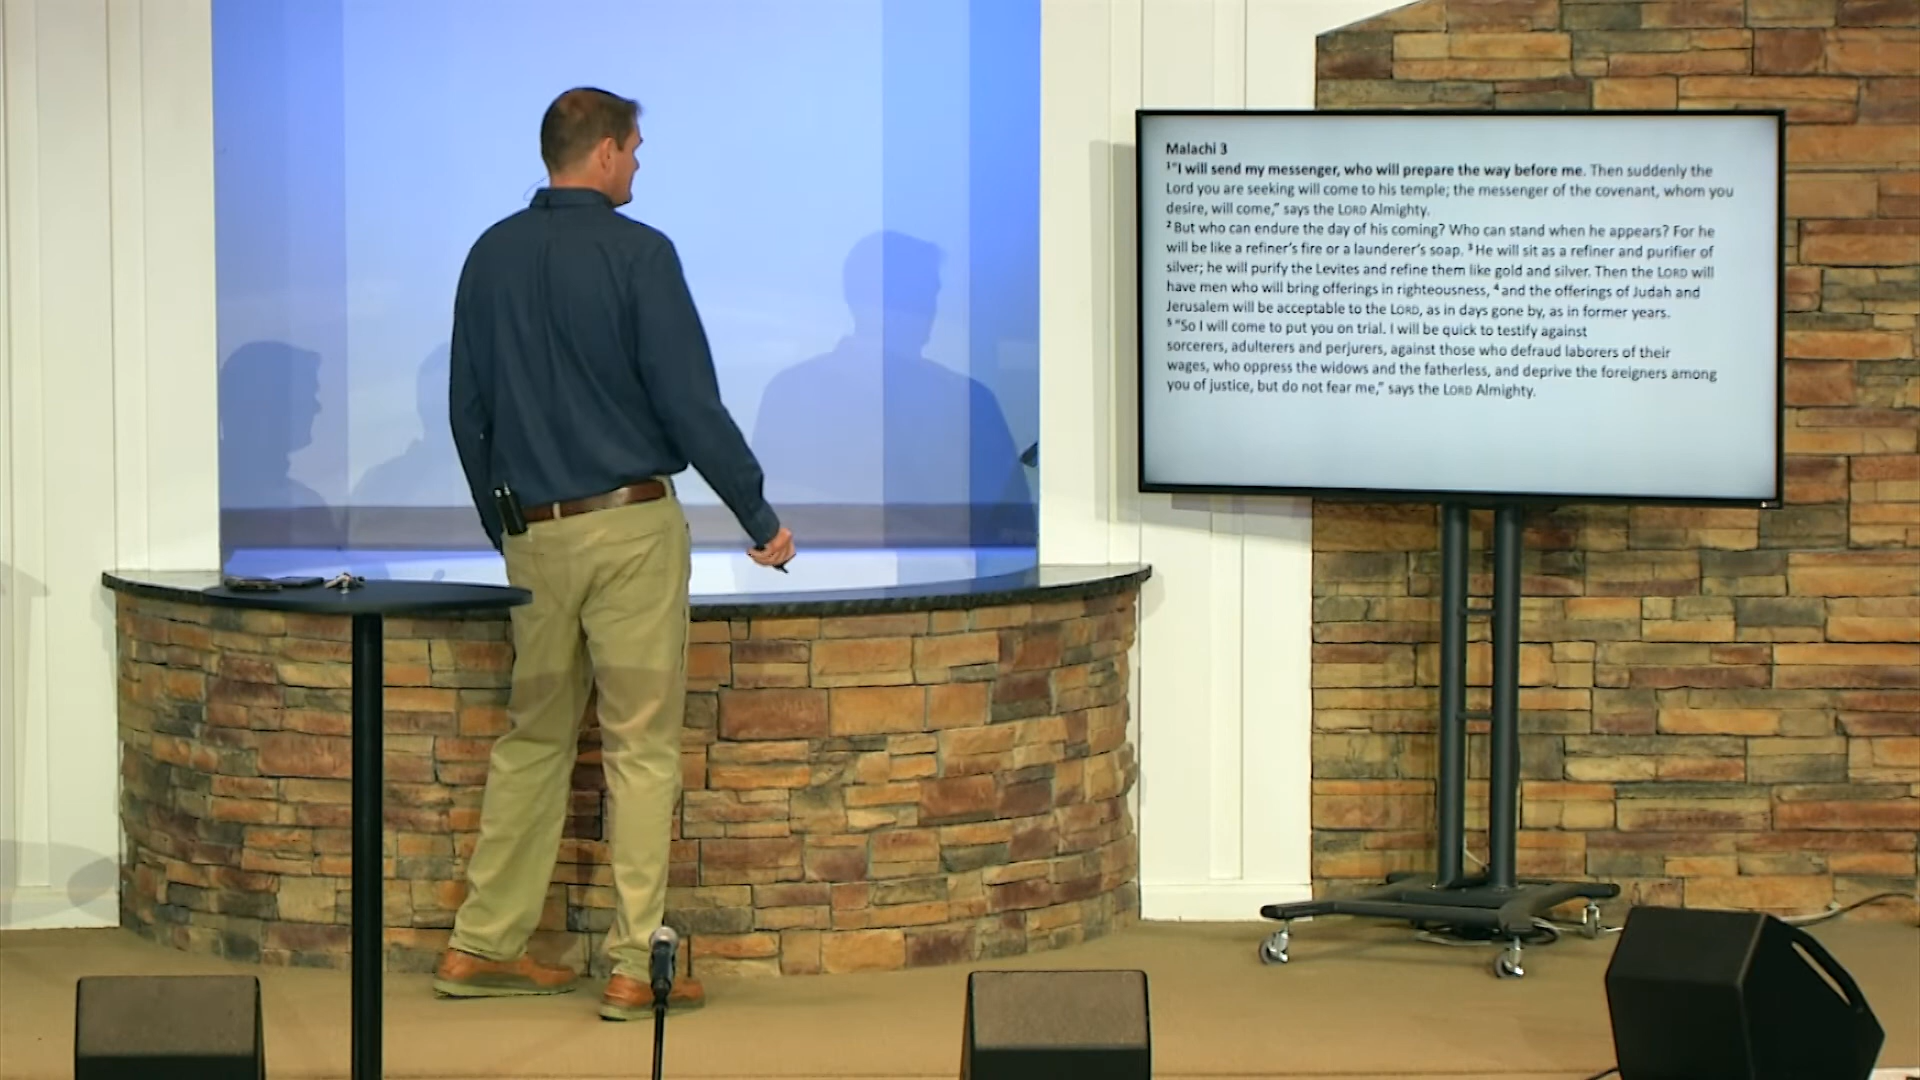 Malachi 3
¹“I will send my messenger, who will prepare the way before me. Then suddenly the
Lord you are seeking will come to his temple; the messenger of the covenant, whom you
desire, will come,” says the LORD Almighty.
²But who can endure the day of his coming? Who can stand when he appears? For he
will be like a refiner’s fire or a launderer’s soap. ³He will sit as a refiner and purifier of
silver; he will purify the Levites and refine them like gold and silver. Then the LORD will
have men who will bring offerings in righteousness, ⁴and the offerings of Judah and
Jerusalem will be acceptable to the LORD, as in days gone by, as in former years.
⁵“So I will come to put you on trial. I will be quick to testify against
sorcerers, adulterers and perjurers, against those who defraud laborers of their
wages, who oppress the widows and the fatherless, and deprive the foreigners among
you of justice, but do not fear me,” says the LORD Almighty.